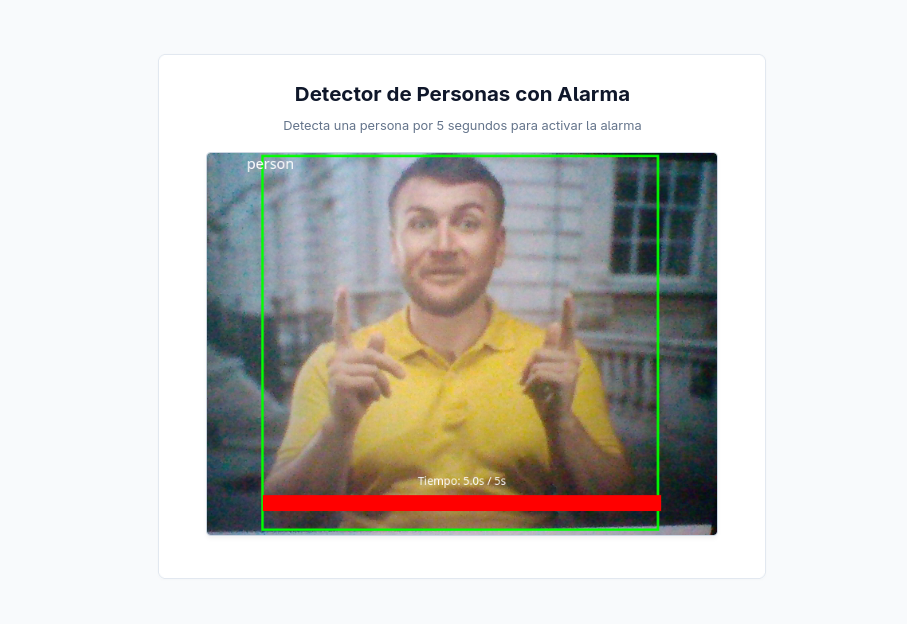 Detector de Personas con Alarma
Detecta una persona por 5 segundos para activar la alarma
person
Tiempo: 5.0s / 5s